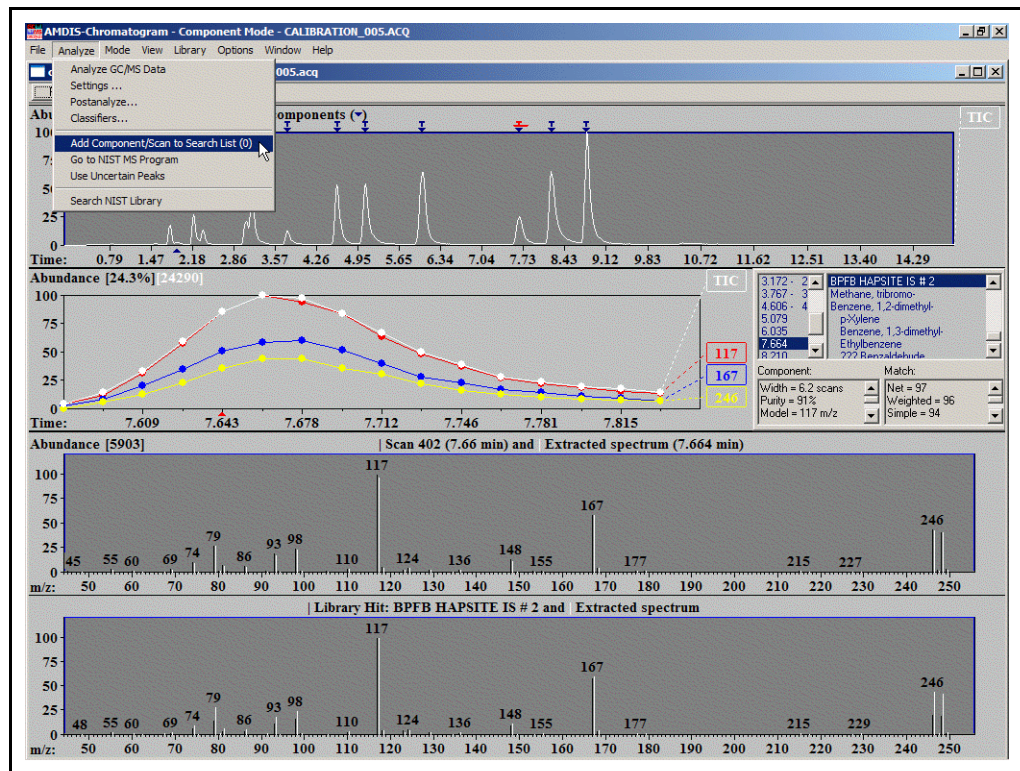 AMDIS-Chromatogram - Component Mode - CALIBRATION_005.ACQ
File Analyze Mode View Library Options Window Help
005.acq
Analyze GC/MS Data
Settings ...
Postanalyze...
Classifiers...
Add Component/Scan to Search List (0)
Go to NIST MS Program
Use Uncertain Peaks
Search NIST Library
omponents
TIC
25
0
Time: 0.79 1.47 2.18 2.86 3.57 4.26 4.95 5.65 6.34 7.04 7.73 8.43 9.12 9.83 10.72 11.62 12.51 13.40 14.29
Abundance [24.3%][24290]
TIC
100
75
50
25
0
117
167
246
Time: 7.609 7.643 7.678 7.712 7.746 7.781 7.815
3.172 - 2
3.767 - 3
4.606 - 4
5.079
6.035
7.664
8.210
BPFB HAPSITE IS # 2
Methane, tribromo-
Benzene, 1,2-dimethyl-
p-Xylene
Benzene, 1,3-dimethyl-
Ethylbenzene
??? Benzaldehyde
Component:
Width = 6.2 scans
Purity = 91%
Model = 117 m/z
Match:
Net = 97
Weighted = 96
Simple = 94
Abundance [5903] | Scan 402 (7.66 min) and | Extracted spectrum (7.664 min)
100
75
50
25
0
45 55 60 69 74 79 86 93 98 110 117 124 136 148 155 167 177 215 227 246
m/z: 50 60 70 80 90 100 110 120 130 140 150 160 170 180 190 200 210 220 230 240 250
| Library Hit: BPFB HAPSITE IS # 2 and | Extracted spectrum
100
75
50
25
0
48 55 60 69 74 79 86 93 98 110 117 124 136 148 155 167 177 215 229 246
m/z: 50 60 70 80 90 100 110 120 130 140 150 160 170 180 190 200 210 220 230 240 250